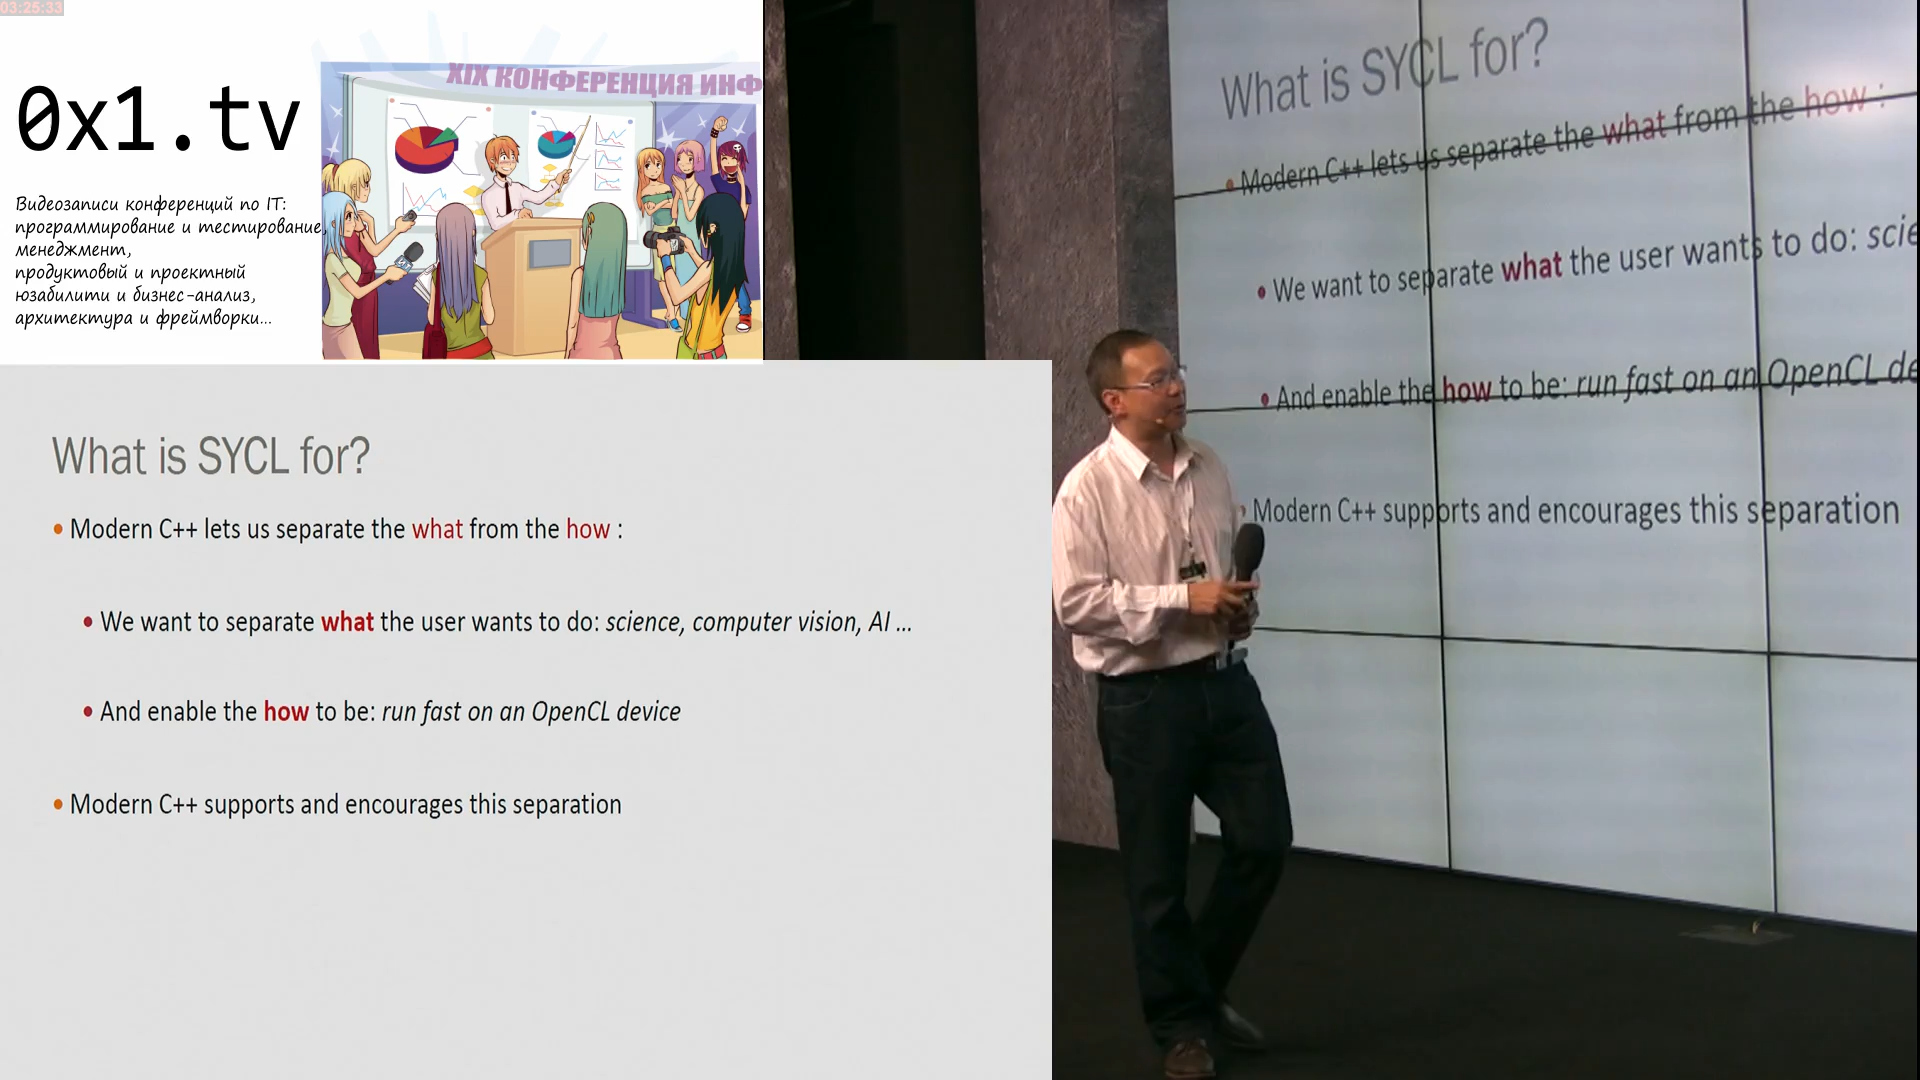 03:25:33
0x1.tv
Видеозаписи конференций по IT:
программирование и тестирование,
менеджмент,
продуктовый и проектный
юзабилити и бизнес-анализ,
архитектура и фреймворки...
XIX КОНФЕРЕНЦИЯ ИНФ
What is SYCL for?
• Modern C++ lets us separate the what from the how :
• We want to separate what the user wants to do: science, computer vision, AI ...
• And enable the how to be: run fast on an OpenCL device
• Modern C++ supports and encourages this separation
What is SYCL for?
• Modern C++ lets us separate the what from the how :
• We want to separate what the user wants to do: scie
• And enable the how to be: run fast on an OpenCL de
• Modern C++ supports and encourages this separation